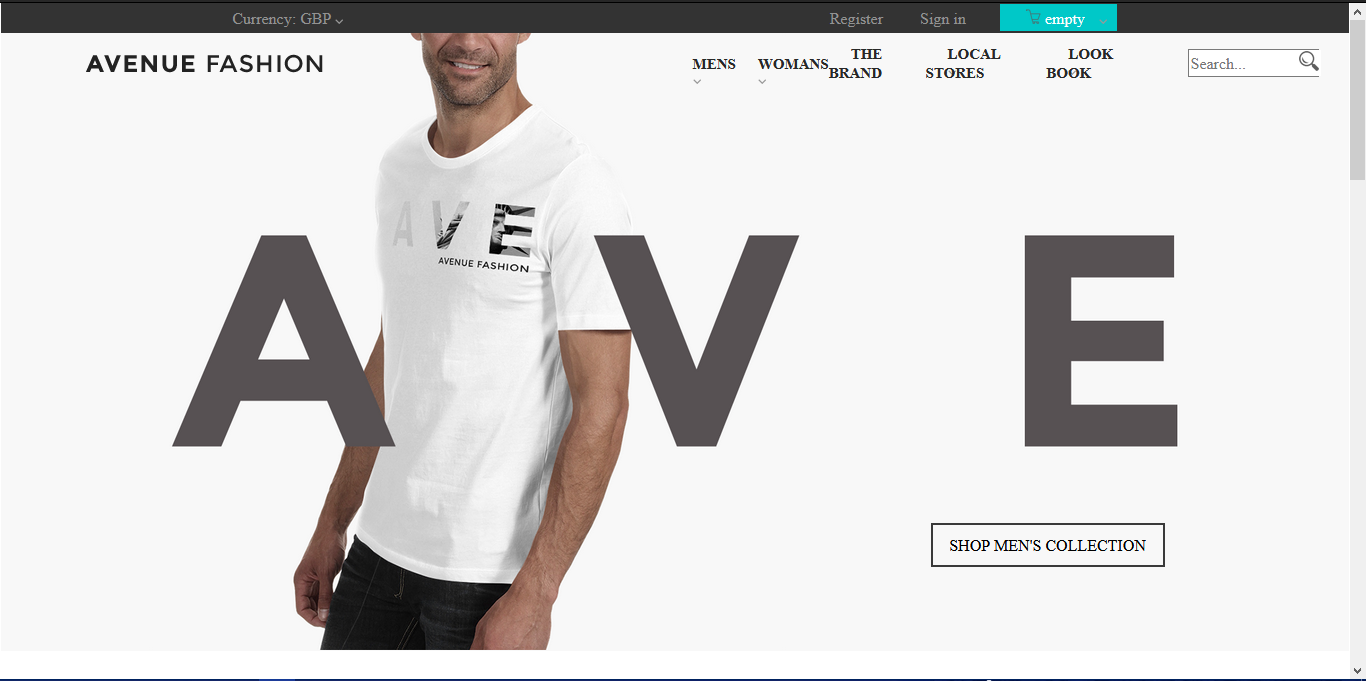 Currency: GBP
Register
Sign in
empty
AVENUE FASHION
MENS
WOMANS
THE
BRAND
LOCAL
STORES
LOOK
BOOK
Search...
AVE
AVENUE FASHION
A V E
SHOP MEN'S COLLECTION